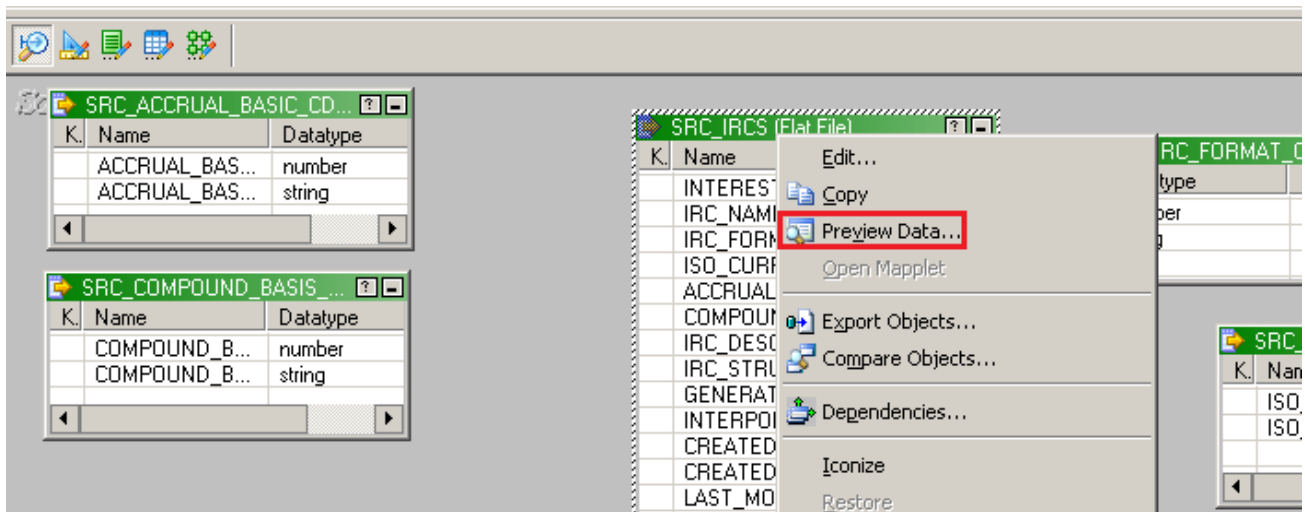 SRC_ACCRUAL_BASIC_CD...
K. Name Datatype
ACCRUAL_BAS... number
ACCRUAL_BAS... string
SRC_COMPOUND_BASIS_...
K. Name Datatype
COMPOUND_B... number
COMPOUND_B... string
SRC_IRCS (Flat File)
K. Name
INTEREST
IRC_NAM
IRC_FORM
ISO_CURR
ACCRUAL
COMPOUN
IRC_DESC
IRC_STRU
GENERAT
INTERPOL
CREATED
CREATED
LAST_MO
Edit...
Copy
Preview Data...
Open Mapplet
Export Objects...
Compare Objects...
Dependencies...
Iconize
Restore
RC_FORMAT_C
type
ber
g
SRC_
K. Nam
ISO_
ISO_